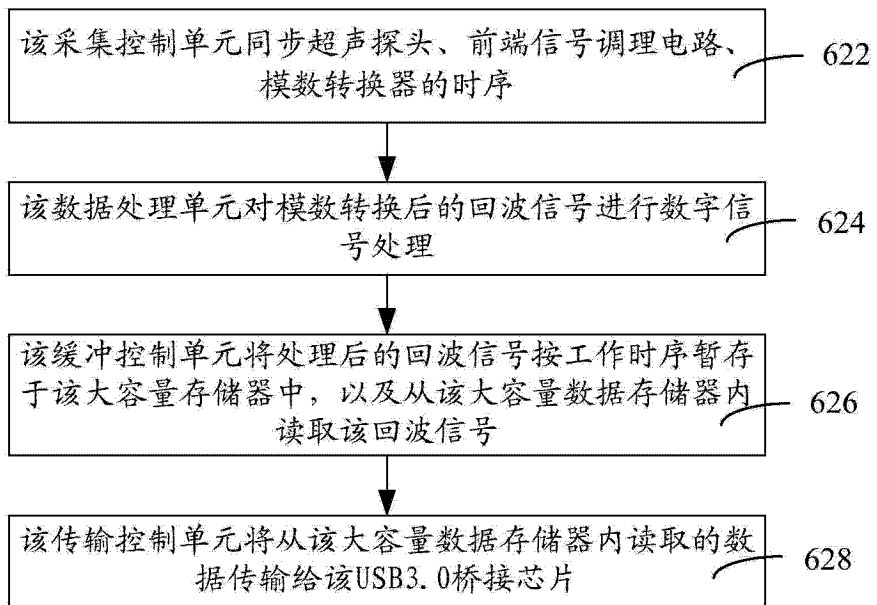 该采集控制单元同步超声探头、前端信号调理电路、
模数转换器的时序
622
该数据处理单元对模数转换后的回波信号进行数字信
号处理
624
该缓冲控制单元将处理后的回波信号按工作时序暂存
于该大容量存储器中，以及从该大容量数据存储器内
读取该回波信号
626
该传输控制单元将从该大容量数据存储器内读取的数
据传输给该USB3.0桥接芯片
628